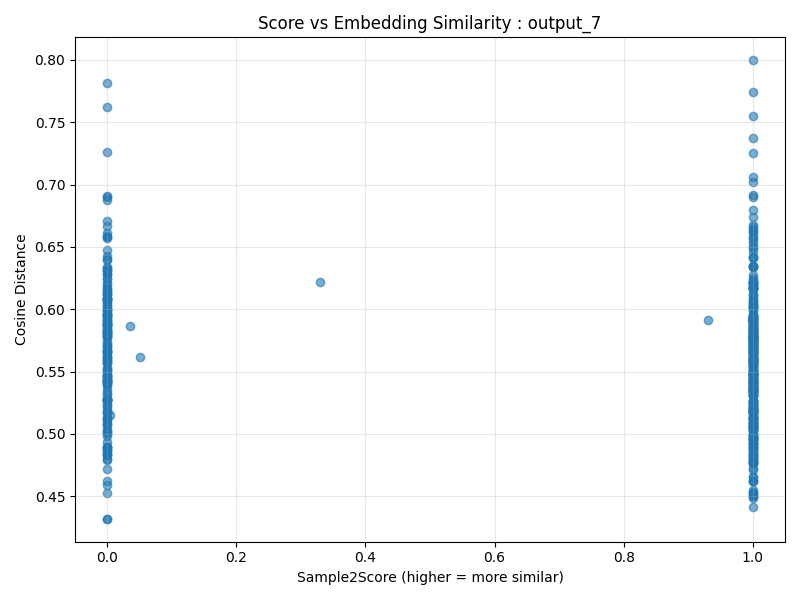 Score vs Embedding Similarity : output_7
Cosine Distance
0.80
0.75
0.70
0.65
0.60
0.55
0.50
0.45
0.0 0.2 0.4 0.6 0.8 1.0
Sample2Score (higher = more similar)